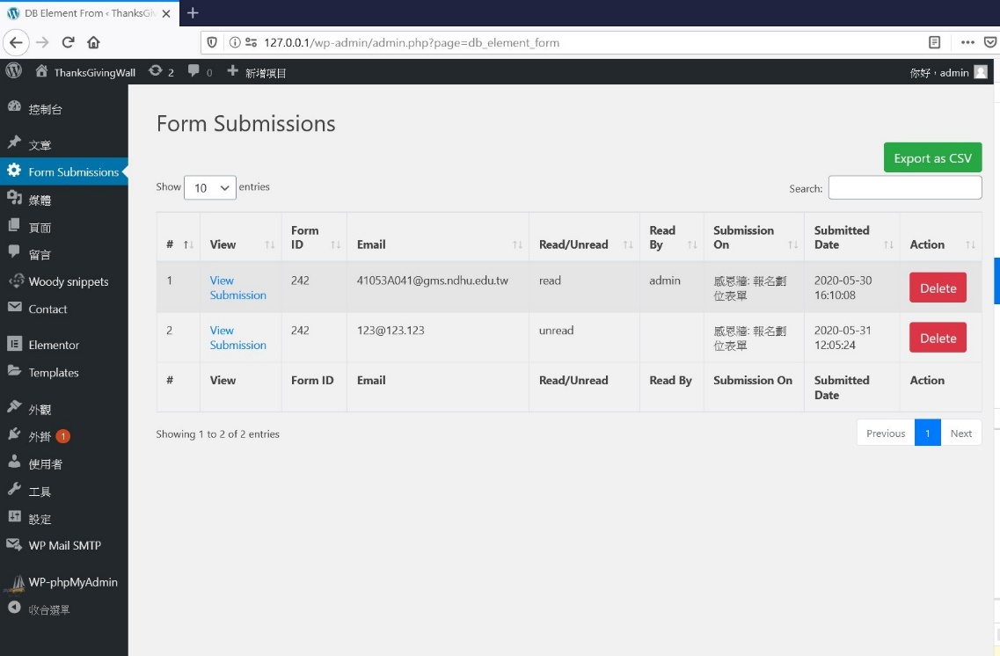 DB Element From ‹ ThanksGiv
127.0.0.1/wp-admin/admin.php?page=db_element_form
ThanksGivingWall 2 0 新增項目 你好，admin
控制台
文章
Form Submissions
媒體
頁面
留言
Woody snippets
Contact
Elementor
Templates
外觀
外掛 1
使用者
工具
設定
WP Mail SMTP
WP-phpMyAdmin
收合選單
Form Submissions
Export as CSV
Show 10 entries Search:
# View Form ID Email Read/Unread Read By Submission On Submitted Date Action
1 View Submission 242 41053A041@gms.ndhu.edu.tw read admin 感恩牆: 報名劃位表單 2020-05-30 16:10:08 Delete
2 View Submission 242 123@123.123 unread 感恩牆: 報名劃位表單 2020-05-31 12:05:24 Delete
# View Form ID Email Read/Unread Read By Submission On Submitted Date Action
Showing 1 to 2 of 2 entries Previous 1 Next